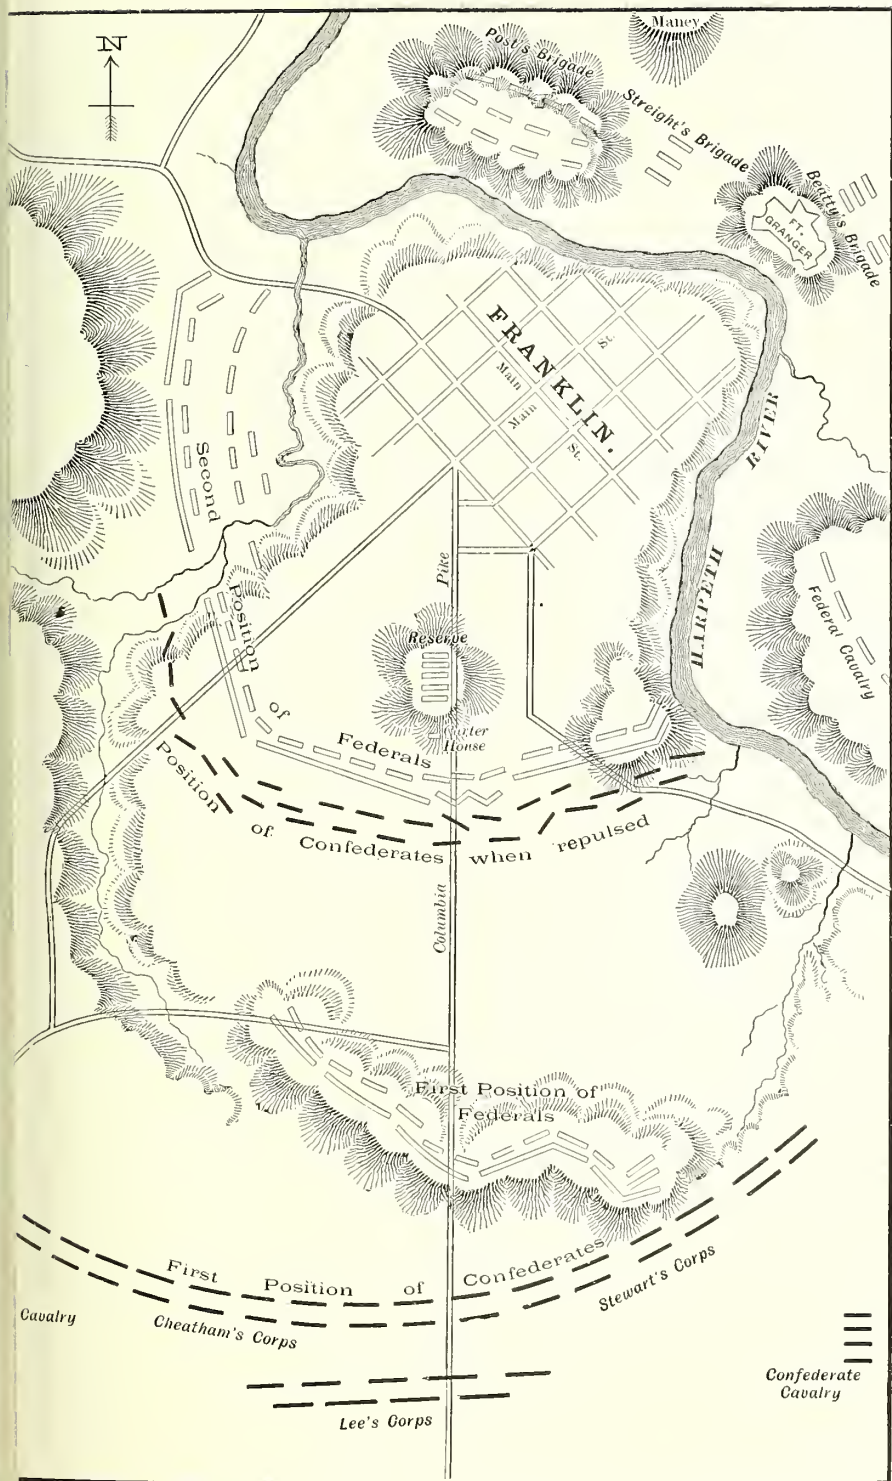 N
Maney
Post's Brigade
Streight's Brigade
Beatty's Brigade
FT.
GRANGER
FRANKLIN.
St.
Main
Main
St.
RIVER
HARPETH
Second
Position
of
Federals
Pike
Reserve
Carter
House
Federal Cavalry
Position
of
Confederates when repulsed
Columbia
First Position of
Federals
First Position of Confederates
Stewart's Corps
Cavalry
Cheatham's Corps
Confederate
Cavalry
Lee's Corps